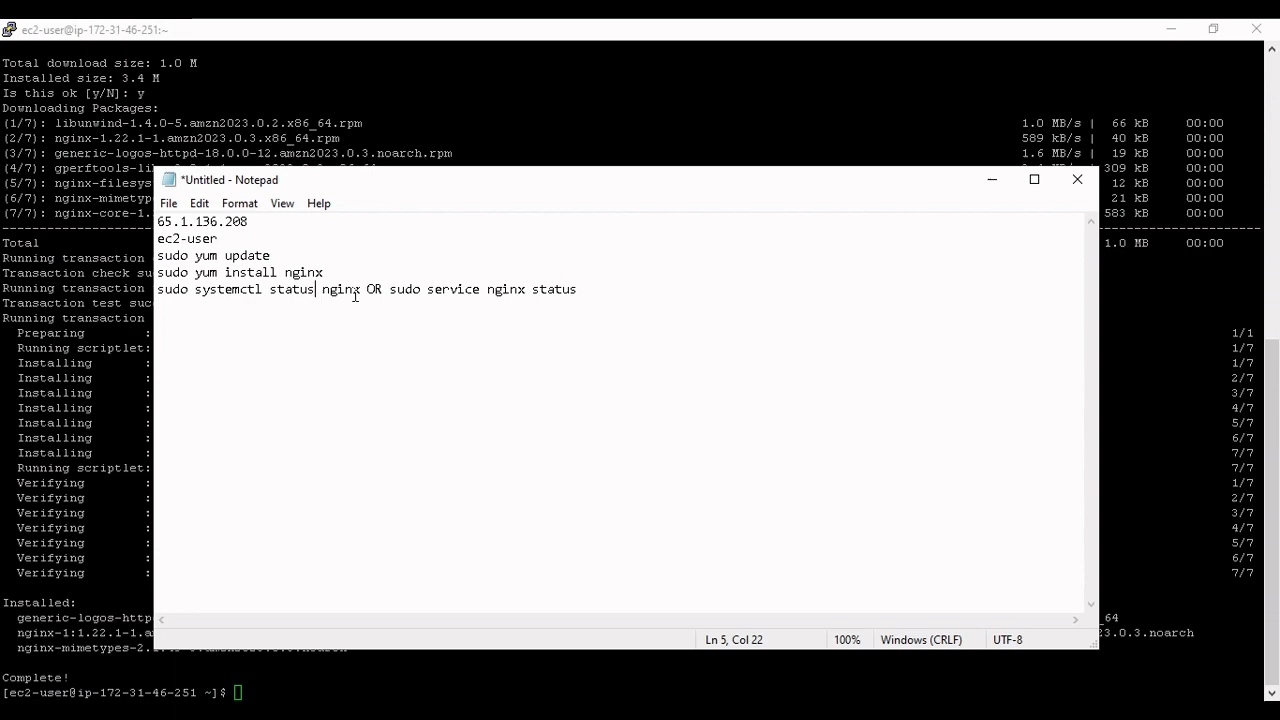 ec2-user@ip-172-31-46-251:~
Total download size: 1.0 M
Installed size: 3.4 M
Is this ok [y/N]: y
Downloading Packages:
(1/7): libunwind-1.4.0-5.amzn2023.0.2.x86_64.rpm 1.0 MB/s | 66 kB 00:00
(2/7): nginx-1.22.1-1.amzn2023.0.3.x86_64.rpm 589 kB/s | 40 kB 00:00
(3/7): generic-logos-httpd-18.0.0-12.amzn2023.0.3.noarch.rpm 1.6 MB/s | 19 kB 00:00
(4/7): gperftools-lib 309 kB 00:00
(5/7): nginx-filesys 12 kB 00:00
(6/7): nginx-mimetyp 21 kB 00:00
(7/7): nginx-core-1. 583 kB 00:00
Total 1.0 MB 00:00
Running transaction
Transaction check su
Running transaction
Transaction test suc
Running transaction
Preparing : 1/1
Running scriptlet: 1/7
Installing : 1/7
Installing : 2/7
Installing : 3/7
Installing : 4/7
Installing : 5/7
Installing : 6/7
Installing : 7/7
Running scriptlet: 7/7
Verifying : 1/7
Verifying : 2/7
Verifying : 3/7
Verifying : 4/7
Verifying : 5/7
Verifying : 6/7
Verifying : 7/7
Installed:
generic-logos-http _64
nginx-1:1.22.1-1.a 23.0.3.noarch
nginx-mimetypes-2.
Complete!
[ec2-user@ip-172-31-46-251 ~]$
*Untitled - Notepad
File Edit Format View Help
65.1.136.208
ec2-user
sudo yum update
sudo yum install nginx
sudo systemctl status nginx OR sudo service nginx status
Ln 5, Col 22 100% Windows (CRLF) UTF-8